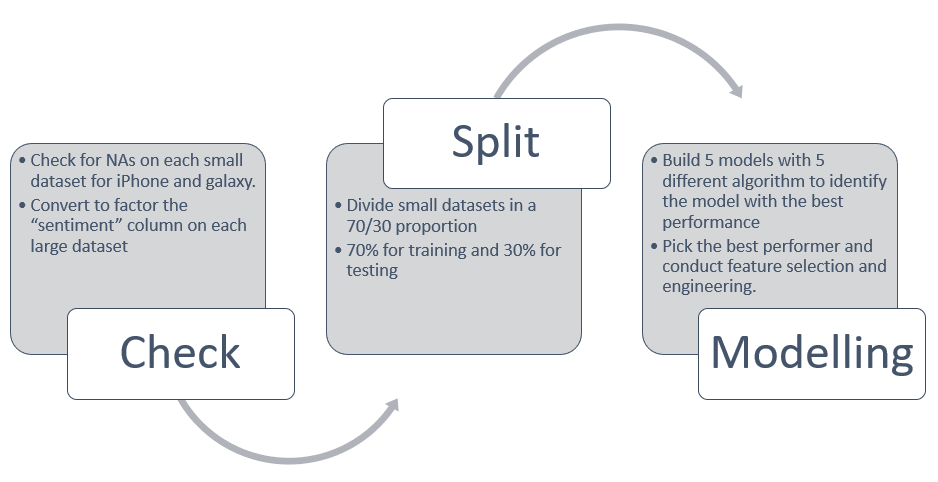 • Check for NAs on each small
dataset for iPhone and galaxy.
• Convert to factor the
“sentiment” column on each
large dataset
Check
Split
• Divide small datasets in a
70/30 proportion
• 70% for training and 30% for
testing
• Build 5 models with 5
different algorithm to identify
the model with the best
performance
• Pick the best performer and
conduct feature selection and
engineering.
Modelling